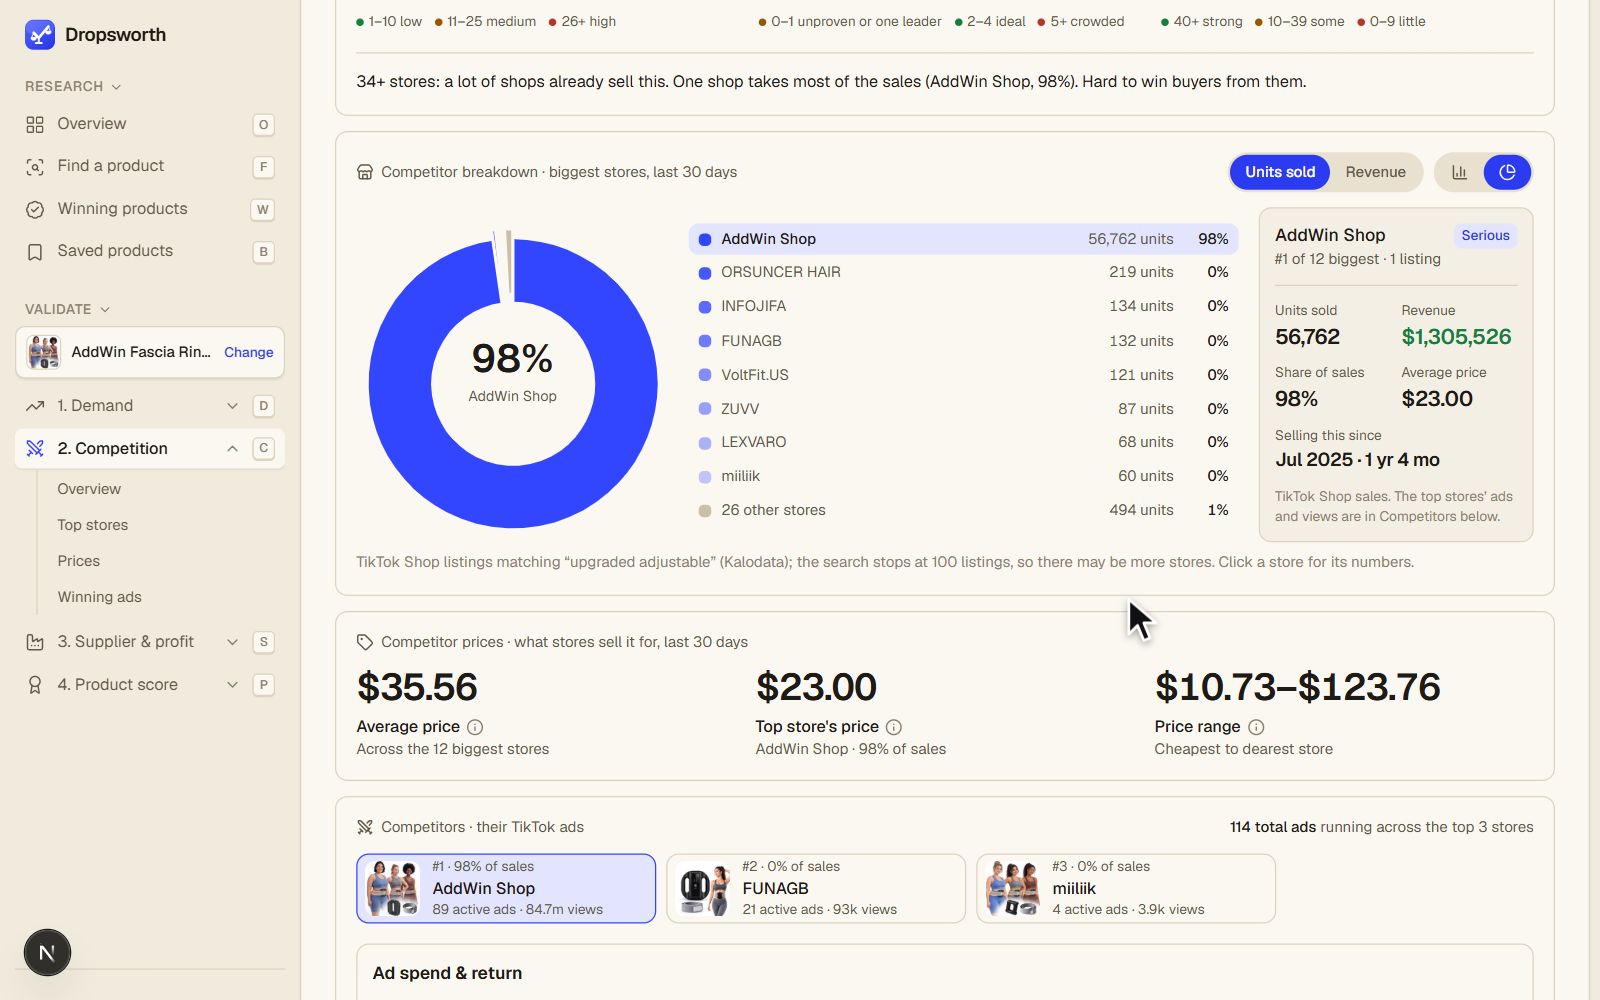 Dropsworth
RESEARCH
Overview O
Find a product F
Winning products W
Saved products B
VALIDATE
AddWin Fascia Rin... Change
1. Demand D
2. Competition C
Overview
Top stores
Prices
Winning ads
3. Supplier & profit S
4. Product score P
N
1–10 low 11–25 medium 26+ high
0–1 unproven or one leader 2–4 ideal 5+ crowded
40+ strong 10–39 some 0–9 little
34+ stores: a lot of shops already sell this. One shop takes most of the sales (AddWin Shop, 98%). Hard to win buyers from them.
Competitor breakdown · biggest stores, last 30 days
Units sold Revenue
98%
AddWin Shop
AddWin Shop 56,762 units 98%
ORSUNCER HAIR 219 units 0%
INFOJIFA 134 units 0%
FUNAGB 132 units 0%
VoltFit.US 121 units 0%
ZUVV 87 units 0%
LEXVARO 68 units 0%
miiliik 60 units 0%
26 other stores 494 units 1%
AddWin Shop Serious
#1 of 12 biggest · 1 listing
Units sold Revenue
56,762 $1,305,526
Share of sales Average price
98% $23.00
Selling this since
Jul 2025 · 1 yr 4 mo
TikTok Shop sales. The top stores' ads
and views are in Competitors below.
TikTok Shop listings matching “upgraded adjustable” (Kalodata); the search stops at 100 listings, so there may be more stores. Click a store for its numbers.
Competitor prices · what stores sell it for, last 30 days
$35.56 $23.00 $10.73–$123.76
Average price Top store's price Price range
Across the 12 biggest stores AddWin Shop · 98% of sales Cheapest to dearest store
Competitors · their TikTok ads
114 total ads running across the top 3 stores
#1 · 98% of sales
AddWin Shop
89 active ads · 84.7m views
#2 · 0% of sales
FUNAGB
21 active ads · 93k views
#3 · 0% of sales
miiliik
4 active ads · 3.9k views
Ad spend & return